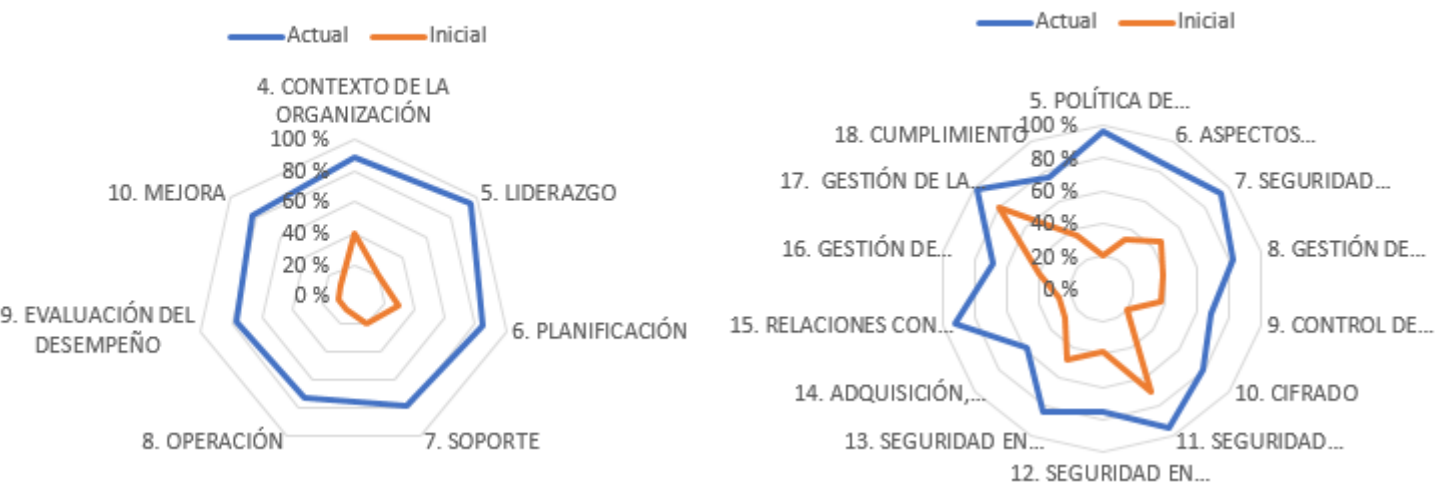 Actual
Inicial
4. CONTEXTO DE LA
ORGANIZACIÓN
100 %
80 %
60 %
40 %
20 %
0 %
5. LIDERAZGO
6. PLANIFICACIÓN
7. SOPORTE
8. OPERACIÓN
9. EVALUACIÓN DEL
DESEMPEÑO
10. MEJORA
Actual
Inicial
5. POLÍTICA DE...
100 %
80 %
60 %
40 %
20 %
0 %
6. ASPECTOS...
7. SEGURIDAD...
8. GESTIÓN DE...
9. CONTROL DE...
10. CIFRADO
11. SEGURIDAD...
12. SEGURIDAD EN...
13. SEGURIDAD EN...
14. ADQUISICIÓN,...
15. RELACIONES CON...
16. GESTIÓN DE...
17. GESTIÓN DE LA...
18. CUMPLIMIENTO